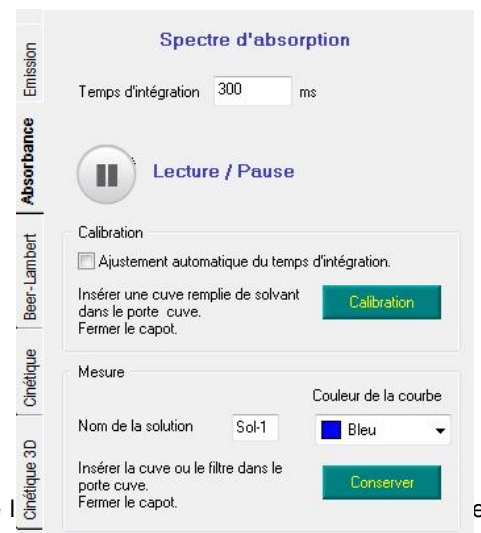 Spectre d'absorption
Temps d'intégration 300 ms
Lecture / Pause
Calibration
Ajustement automatique du temps d'intégration.
Insérer une cuve remplie de solvant
dans le porte cuve.
Fermer le capot.
Calibration
Mesure
Couleur de la courbe
Nom de la solution Sol-1 Bleu
Insérer la cuve ou le filtre dans le
porte cuve.
Fermer le capot.
Conserver
Emission
Absorbance
Beer-Lambert
Cinétique
Cinétique 3D